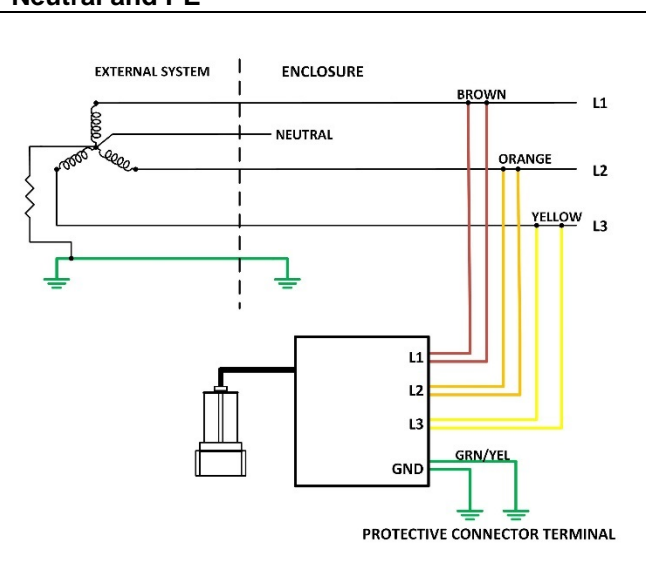 Neutral and PE
EXTERNAL SYSTEM
ENCLOSURE
BROWN
L1
NEUTRAL
ORANGE
L2
YELLOW
L3
L1
L2
L3
GRN/YEL
GND
PROTECTIVE CONNECTOR TERMINAL